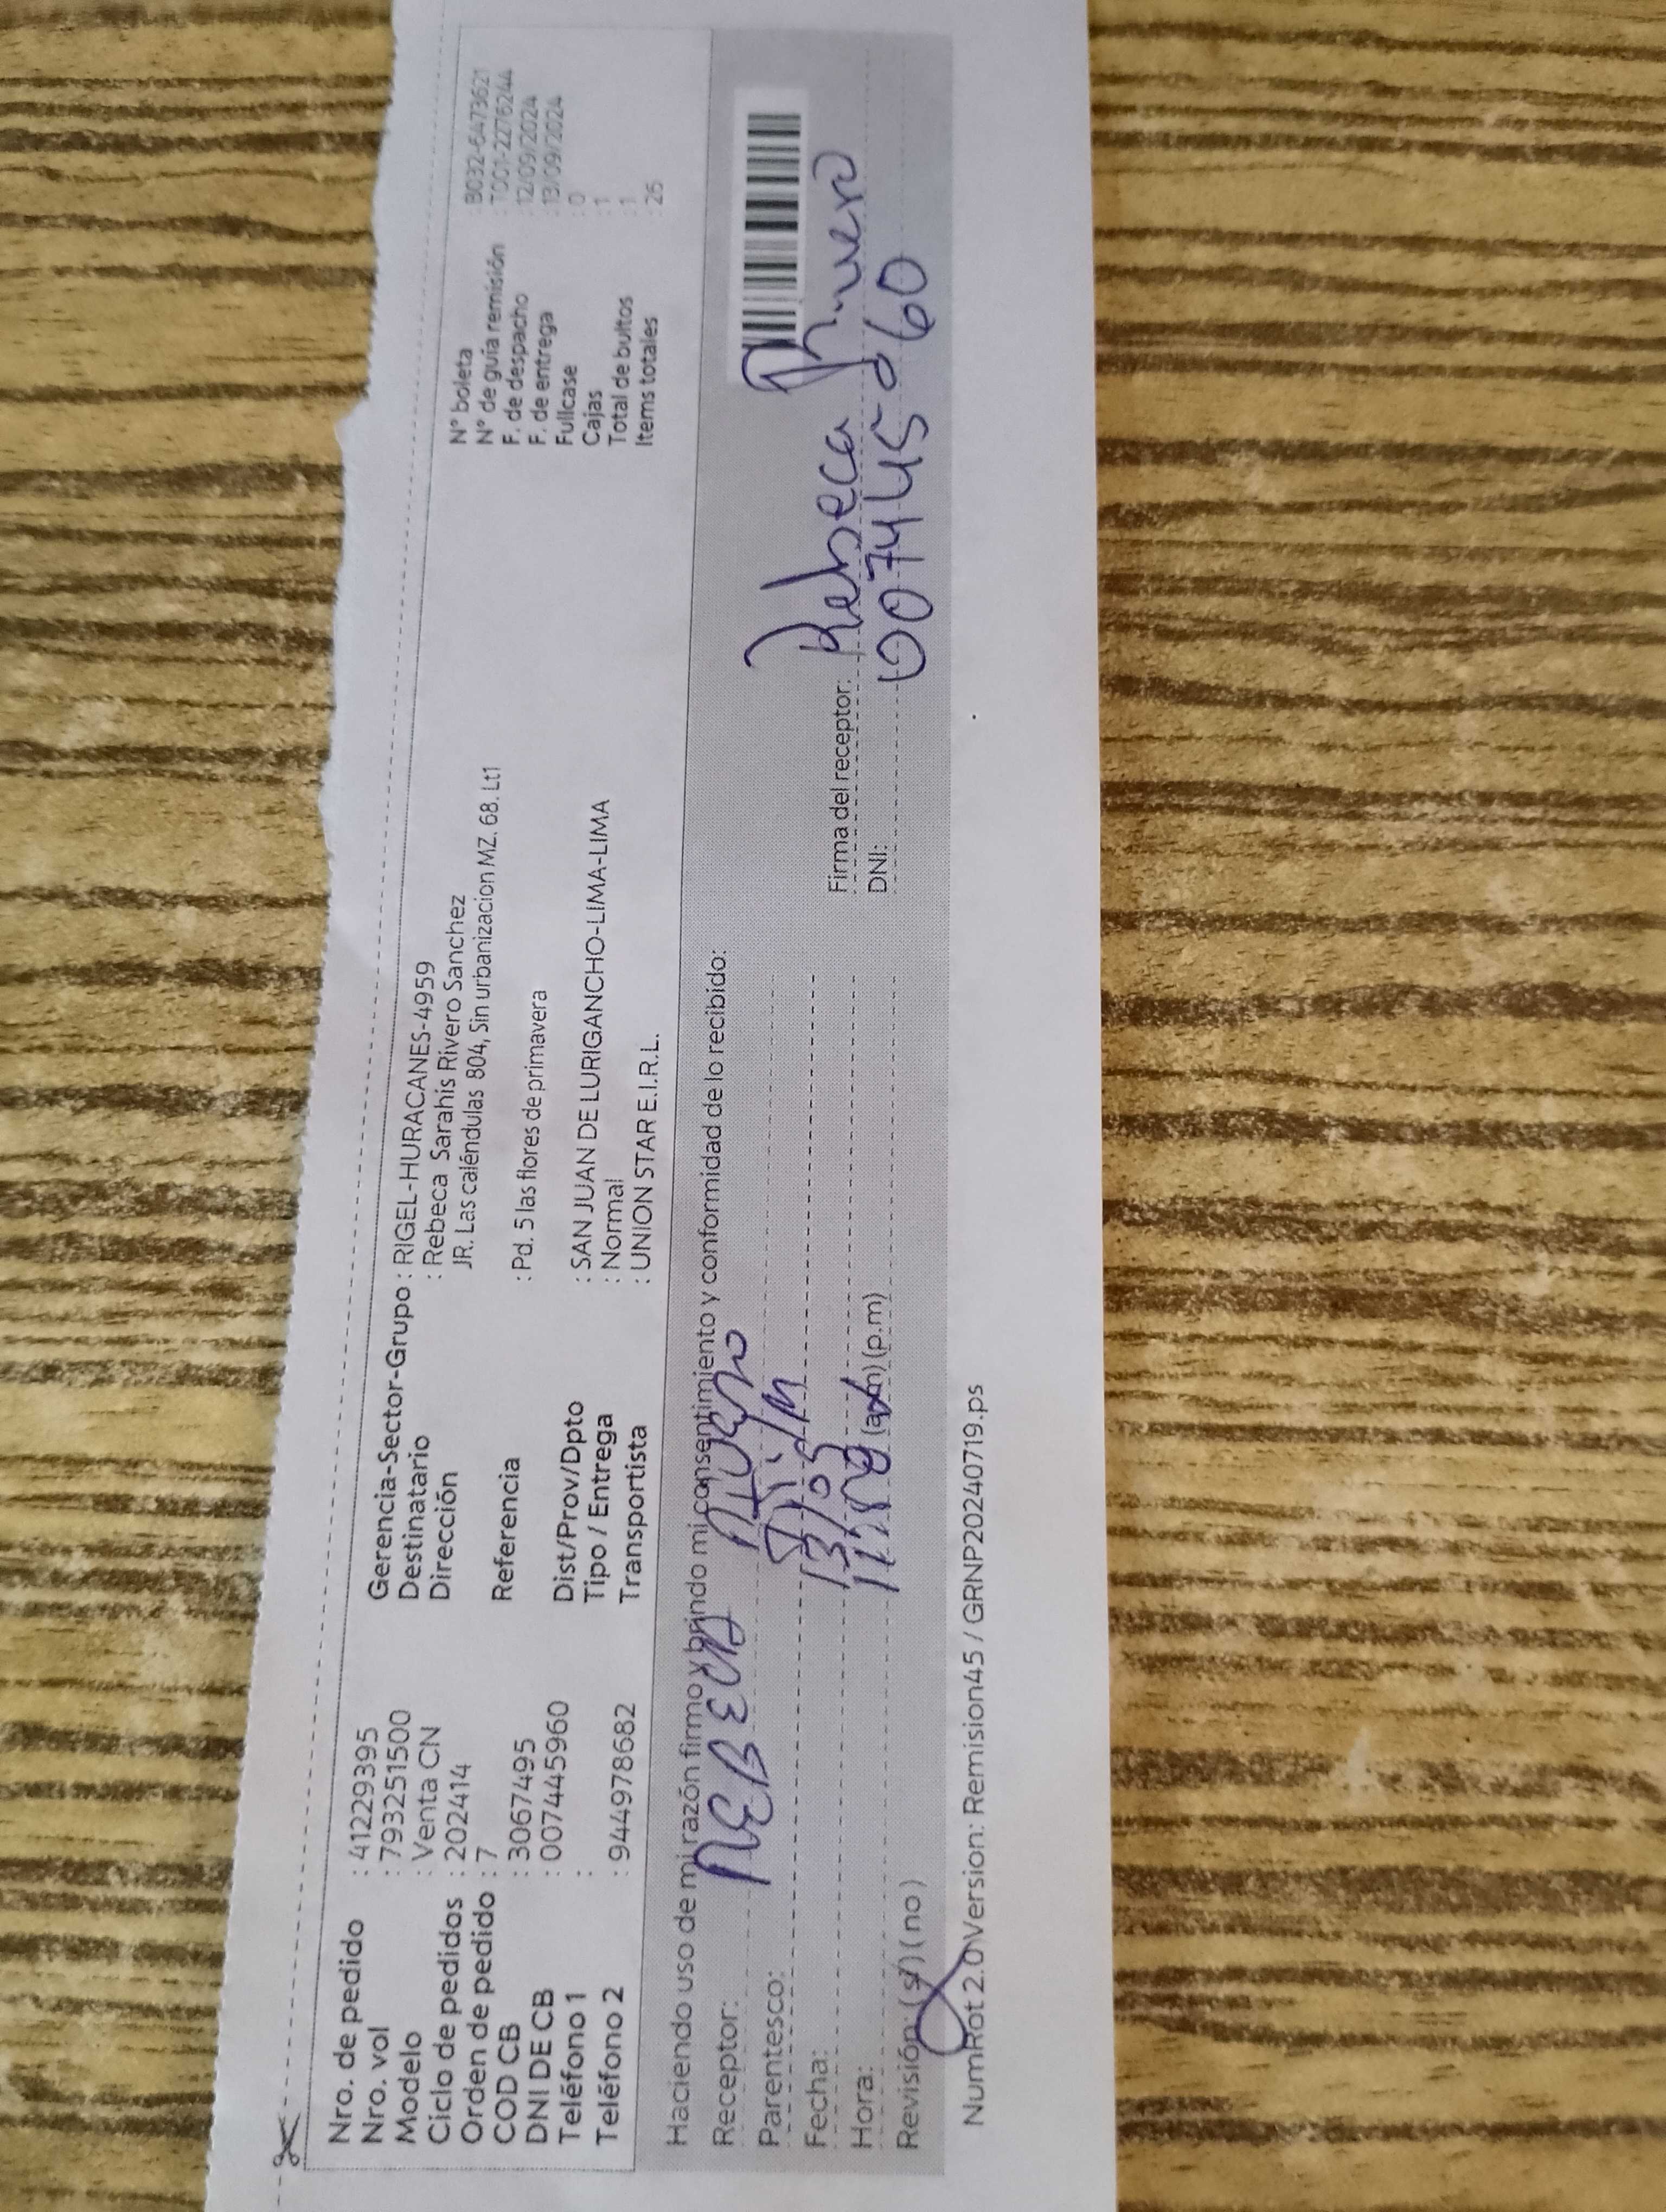 Nro. de pedido : 41229395
Nro. vol : 7932515​00
Modelo : Venta CN
Ciclo de pedidos : 202414
Orden de pedido : 7
COD CB : 3067495
DNI DE CB : 007445960
Teléfono 1 :
Teléfono 2 : 944978682
Gerencia-Sector-Grupo : RIGEL-HURACANES-4959
Destinatario : Rebeca Sarahis Rivero Sanchez
Dirección JR. Las caléndulas 804, Sin urbanizacion MZ. 68. Lt1
Referencia : Pd. 5 las flores de primavera
Dist/Prov/Dpto : SAN JUAN DE LURIGANCHO-LIMA-LIMA
Tipo / Entrega : Normal
Transportista : UNION STAR E.I.R.L.
N° boleta : B032-64773621
N° de guía remisión : T001-22776244
F. de despacho : 12/09/2024
F. de entrega : 13/09/2024
Fullcase : 0
Cajas : 1
Total de bultos : 1
Items totales : 26
Haciendo uso de mi razón firmo y brindo mi consentimiento y conformidad de lo recibido:
Receptor: REBECA
Parentesco:
Fecha:
Hora: (a.m) (p.m)
Revisión: (si) (no)
Firma del receptor: Rebeca Rivero
DNI: 007445960
NumRot 2.0 Version: Remision45 / GRNP20240719.ps